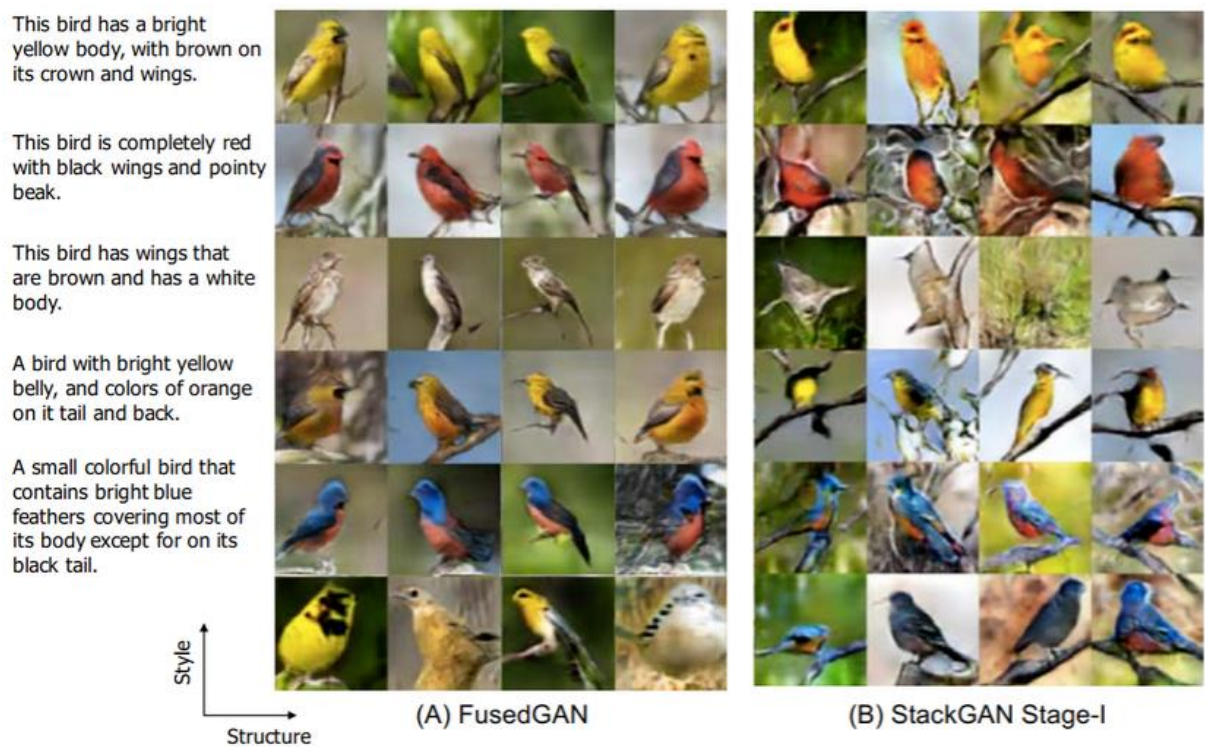 This bird has a bright
yellow body, with brown on
its crown and wings.
This bird is completely red
with black wings and pointy
beak.
This bird has wings that
are brown and has a white
body.
A bird with bright yellow
belly, and colors of orange
on it tail and back.
A small colorful bird that
contains bright blue
feathers covering most of
its body except for on its
black tail.
Style
Structure
(A) FusedGAN
(B) StackGAN Stage-I